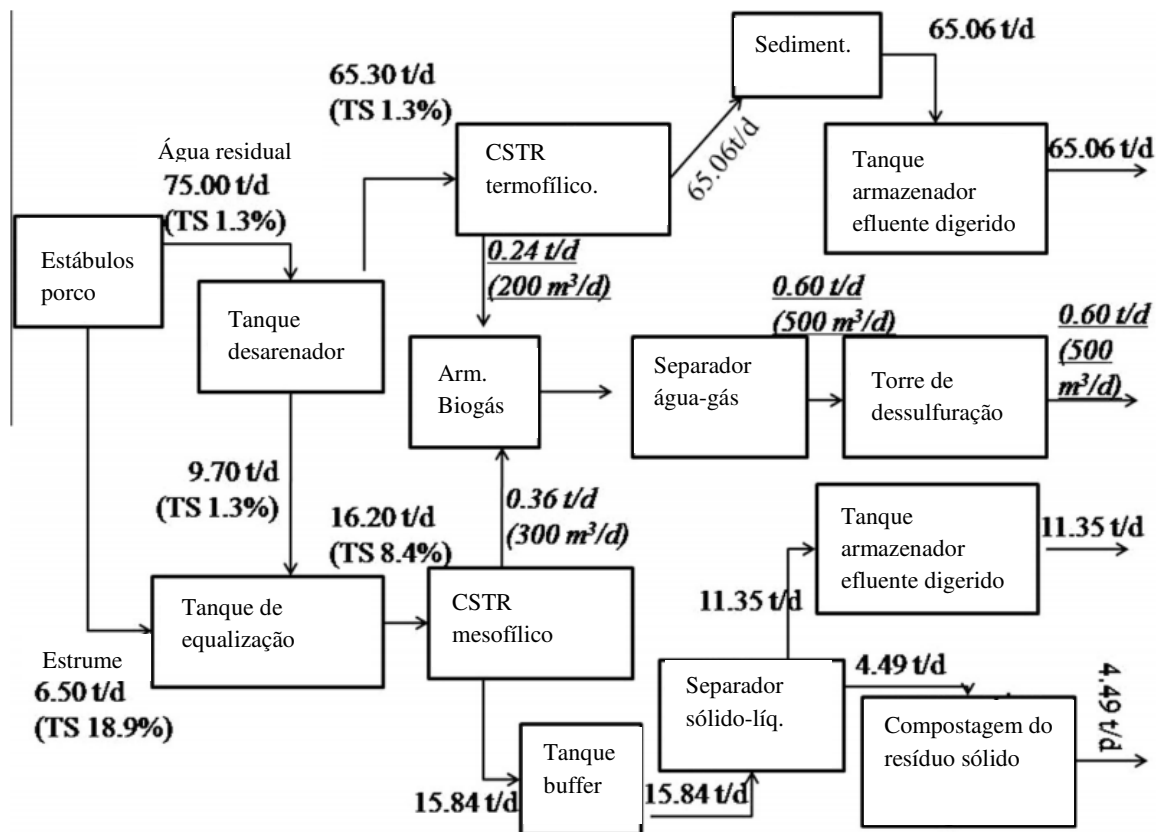 Sediment.
65.06 t/d
65.30 t/d
(TS 1.3%)
Água residual
75.00 t/d
(TS 1.3%)
CSTR
termofílico.
65.06t/d
Tanque
armazenador
efluente digerido
65.06 t/d
Estábulos
porco
0.24 t/d
(200 m³/d)
Tanque
desarenador
0.60 t/d
(500 m³/d)
0.60 t/d
(500
m³/d)
Arm.
Biogás
Separador
água-gás
Torre de
dessulfuração
9.70 t/d
(TS 1.3%)
16.20 t/d
(TS 8.4%)
0.36 t/d
(300 m³/d)
Tanque
armazenador
efluente digerido
11.35 t/d
Tanque de
equalização
CSTR
mesofílico
11.35 t/d
Estrume
6.50 t/d
(TS 18.9%)
Separador
sólido-líq.
4.49 t/d
4.49 t/d
Compostagem do
resíduo sólido
Tanque
buffer
15.84 t/d
15.84 t/d